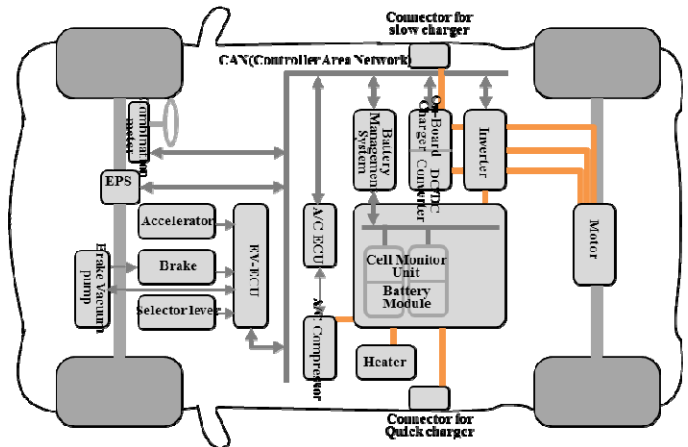 Connector for
slow charger
CAN(Controller Area Network)
Combination
meter
EPS
Accelerator
Brake
Selector lever
Brake Vacuum
pump
EV-ECU
A/C ECU
A/C Compressor
Battery
Management
System
On-Board
Charger
DC/DC
Converter
Inverter
Cell Monitor
Unit
Battery
Module
Heater
Motor
Connector for
Quick charger